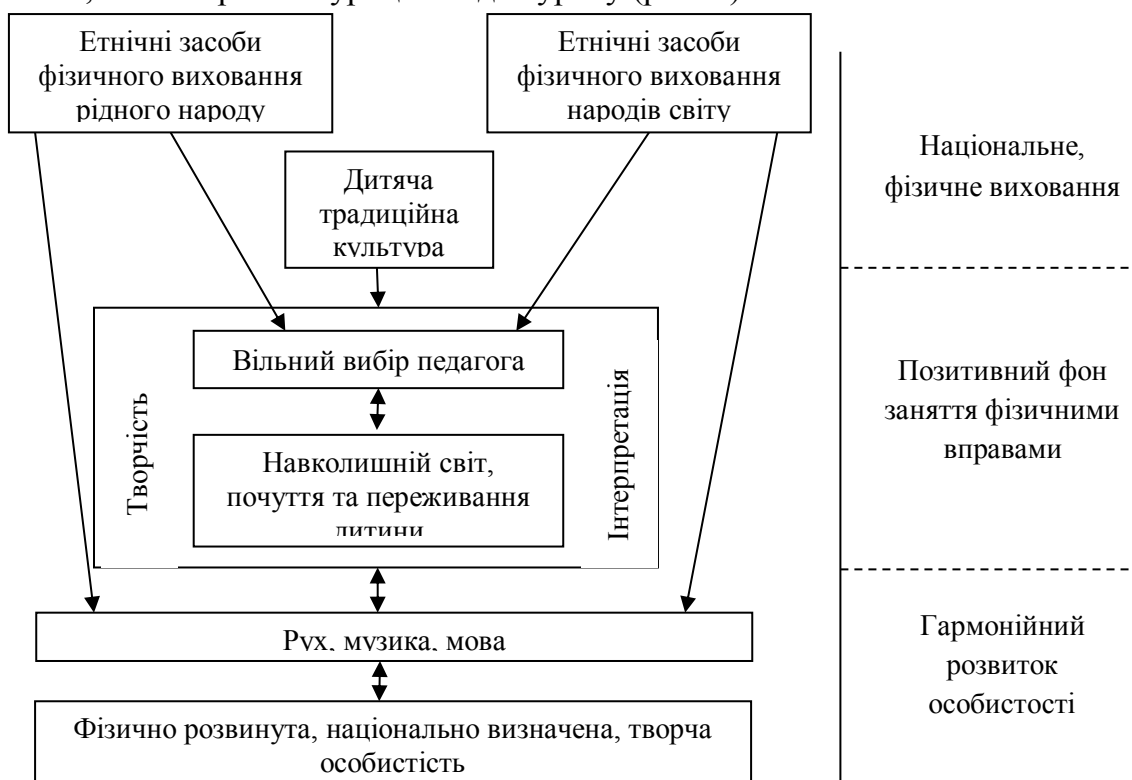 Етнічні засоби
фізичного виховання
рідного народу
Етнічні засоби
фізичного виховання
народів світу
Дитяча
традиційна
культура
Національне,
фізичне виховання
Творчість
Вільний вибір педагога
Навколишній світ,
почуття та переживання
дитини
Інтерпретація
Позитивний фон
заняття фізичними
вправами
Рух, музика, мова
Фізично розвинута, національно визначена, творча
особистість
Гармонійний
розвиток
особистості